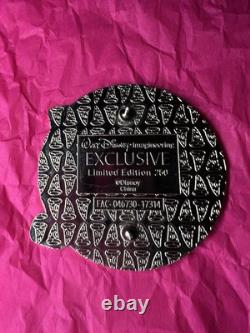 Walt Disney Imagineering
EXCLUSIVE
Limited Edition 250
©Disney
China
FAC-046730-17314